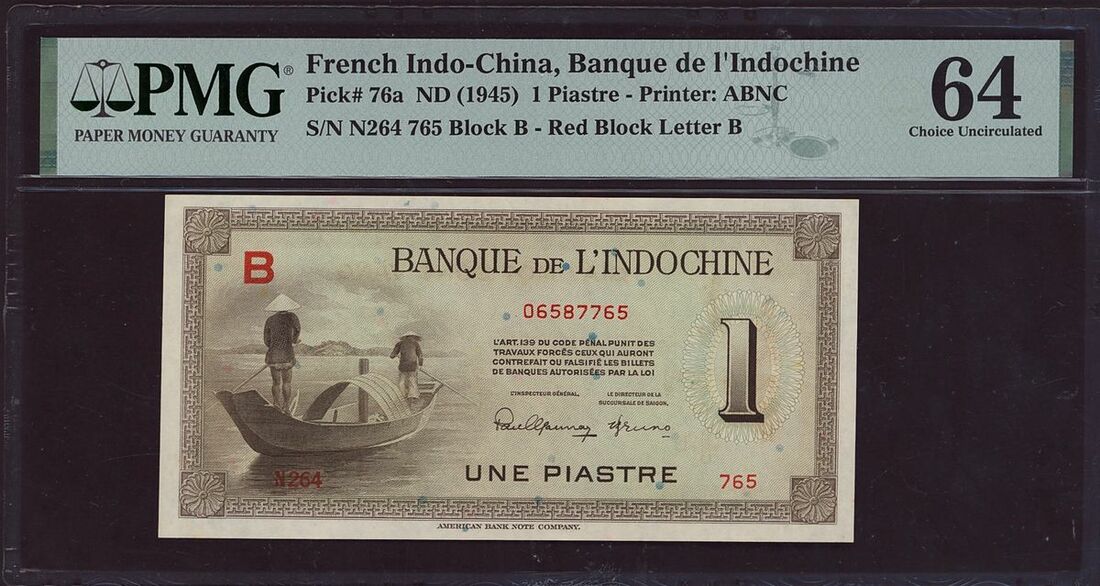 PMG®
PAPER MONEY GUARANTY
French Indo-China, Banque de l'Indochine
Pick# 76a ND (1945) 1 Piastre - Printer: ABNC
S/N N264 765 Block B - Red Block Letter B
64
Choice Uncirculated
B
BANQUE DE L'INDOCHINE
06587765
L'ART. 139 DU CODE PÉNAL PUNIT DES
TRAVAUX FORCÉS CEUX QUI AURONT
CONTREFAIT OU FALSIFIÉ LES BILLETS
DE BANQUES AUTORISÉES PAR LA LOI
L'INSPECTEUR GÉNÉRAL,
LE DIRECTEUR DE LA
SUCCURSALE DE SAIGON,
1
N264
UNE PIASTRE
765
AMERICAN BANK NOTE COMPANY.